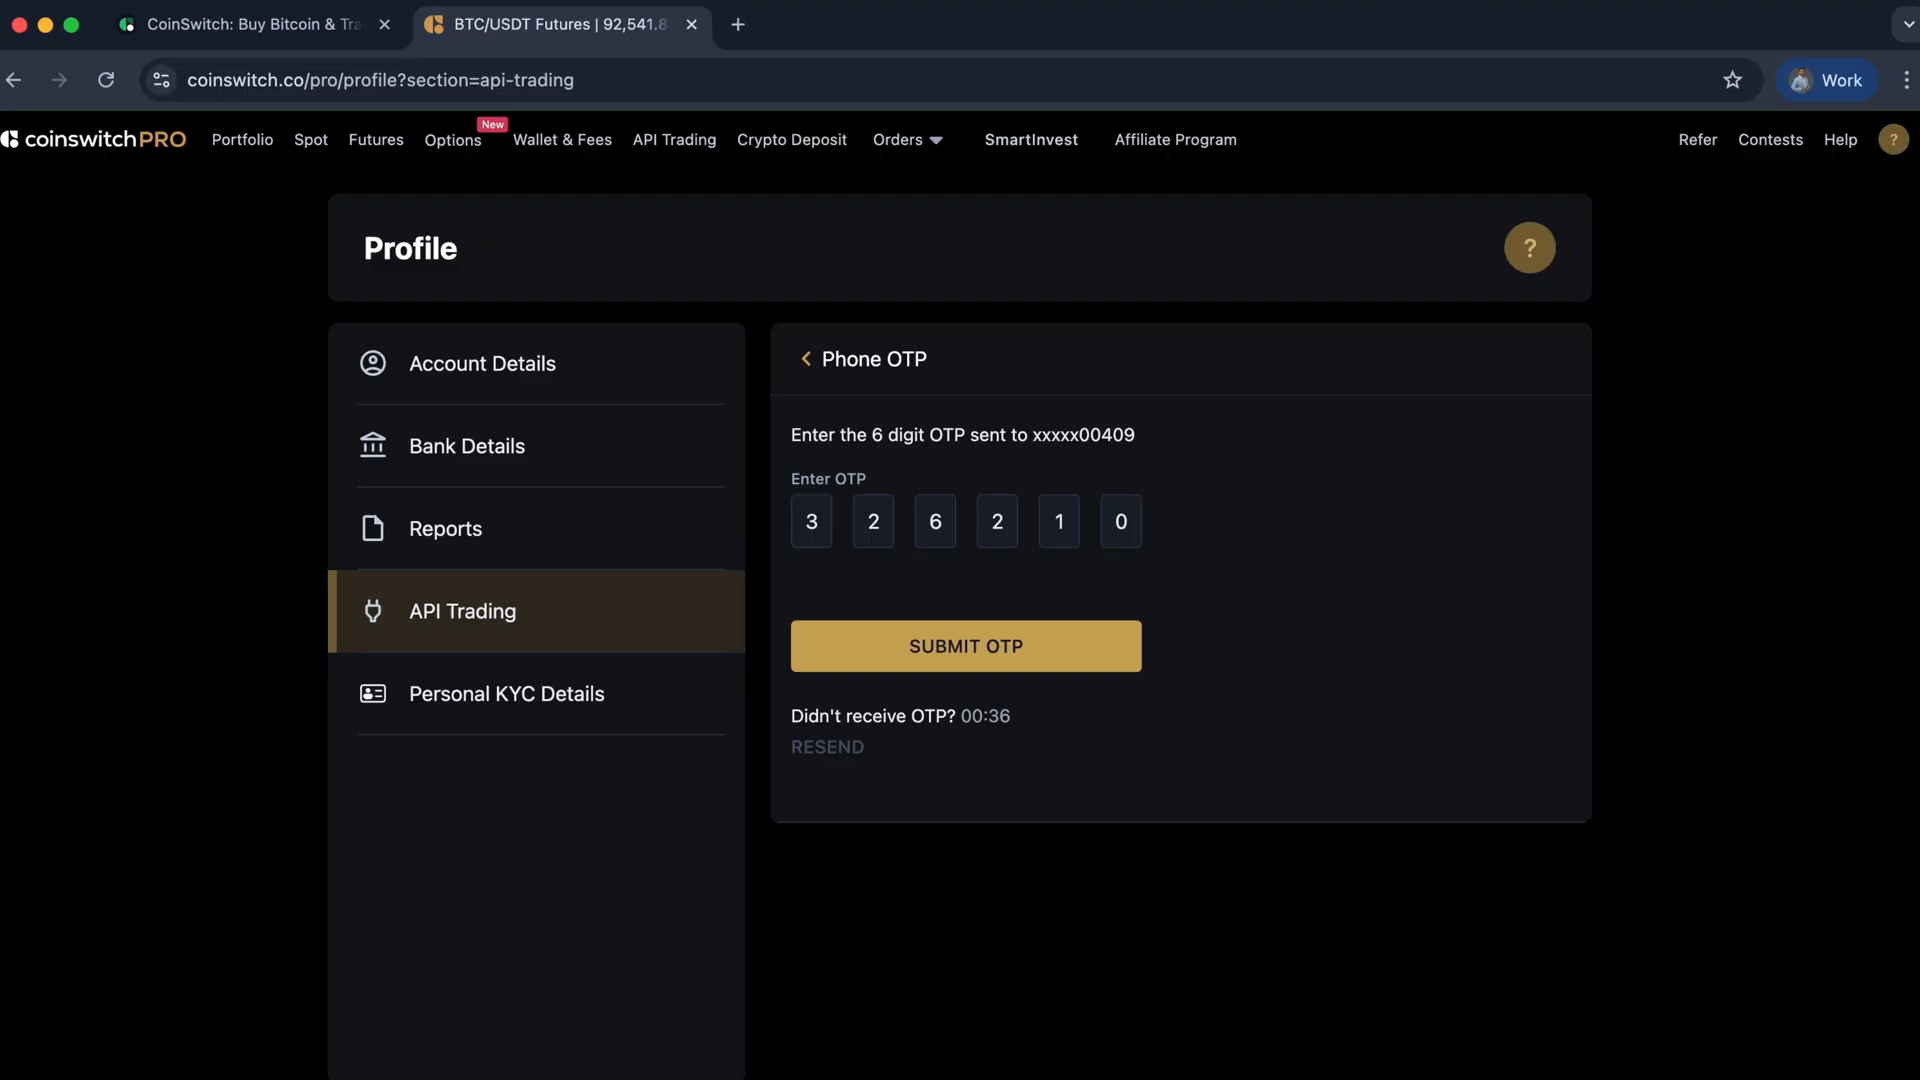 CoinSwitch: Buy Bitcoin & Tra
BTC/USDT Futures | 92,541.8
coinswitch.co/pro/profile?section=api-trading
Work
coinswitchPRO
Portfolio
Spot
Futures
Options
New
Wallet & Fees
API Trading
Crypto Deposit
Orders
SmartInvest
Affiliate Program
Refer
Contests
Help
?
Profile
?
Account Details
Bank Details
Reports
API Trading
Personal KYC Details
Phone OTP
Enter the 6 digit OTP sent to xxxxx00409
Enter OTP
3 2 6 2 1 0
SUBMIT OTP
Didn't receive OTP? 00:36
RESEND